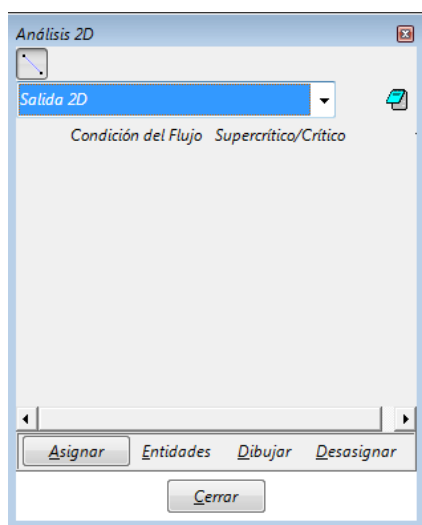 Análisis 2D
Salida 2D
Condición del Flujo Supercrítico/Crítico
Asignar Entidades Dibujar Desasignar
Cerrar